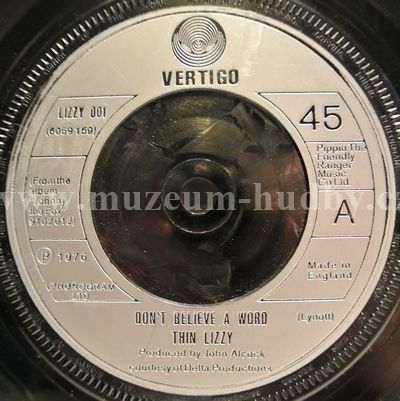 VERTIGO
LIZZY 001
(6059 159)
45
Pippin The
Friendly
Ranger
Music
Co Ltd.
(From the
album
Johnny
the Fox
9102012)
A
℗ 1976
Made in
England
PHONOGRAM
LTD
www.muzeum-hudby.cz
DON'T BELIEVE A WORD
(Lynott)
THIN LIZZY
Produced by John Alcock
courtesy of Delta Productions